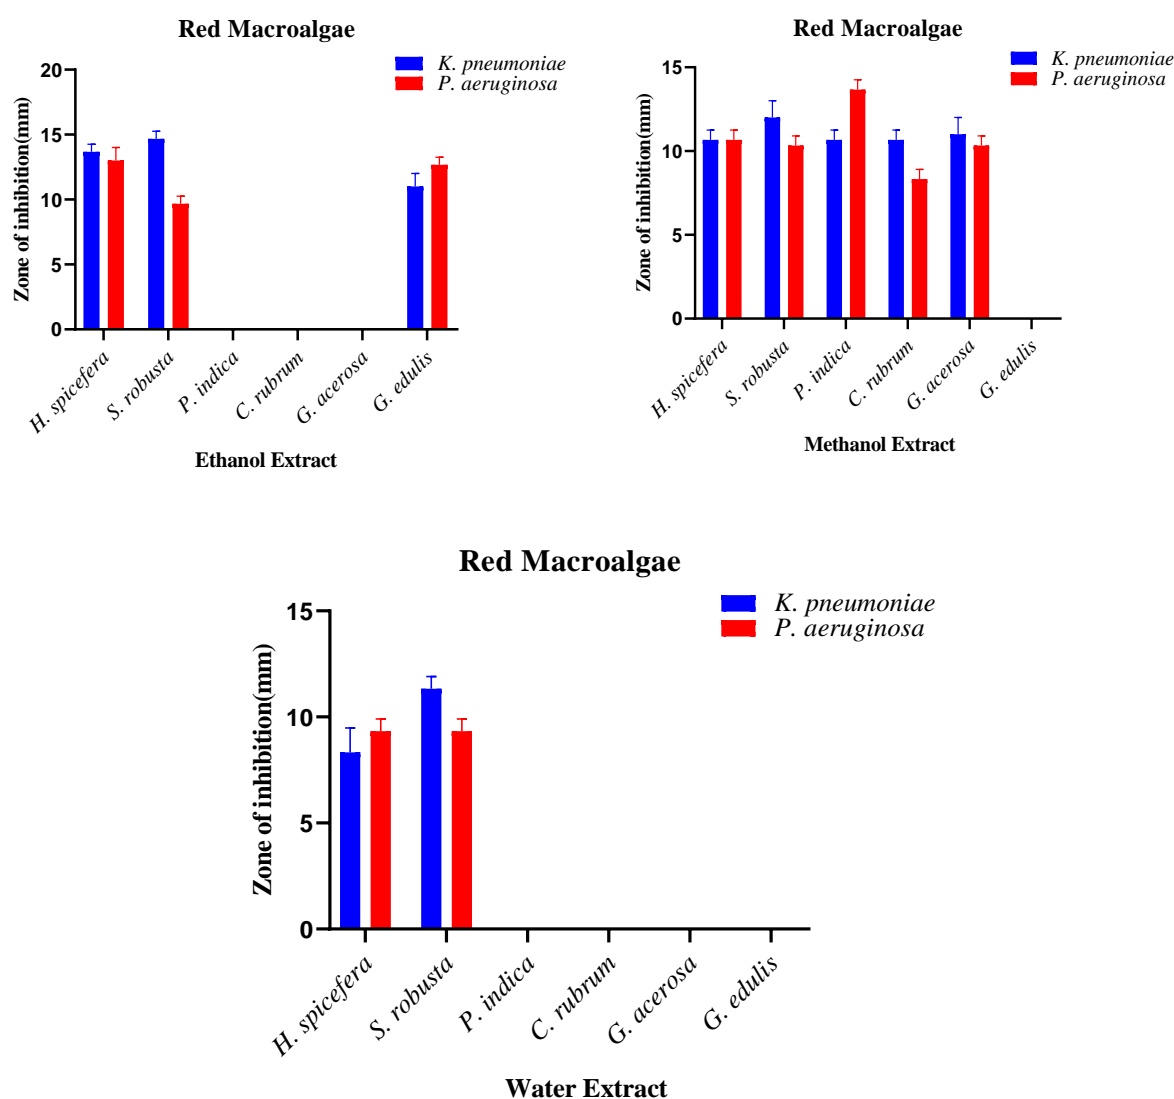 Red Macroalgae
K. pneumoniae
P. aeruginosa
Zone of inhibition(mm)
20
15
10
5
0
H. spicefera
S. robusta
P. indica
C. rubrum
G. acerosa
G. edulis
Ethanol Extract
Red Macroalgae
K. pneumoniae
P. aeruginosa
Zone of inhibition(mm)
15
10
5
0
H. spicefera
S. robusta
P. indica
C. rubrum
G. acerosa
G. edulis
Methanol Extract
Red Macroalgae
K. pneumoniae
P. aeruginosa
Zone of inhibition(mm)
15
10
5
0
H. spicefera
S. robusta
P. indica
C. rubrum
G. acerosa
G. edulis
Water Extract